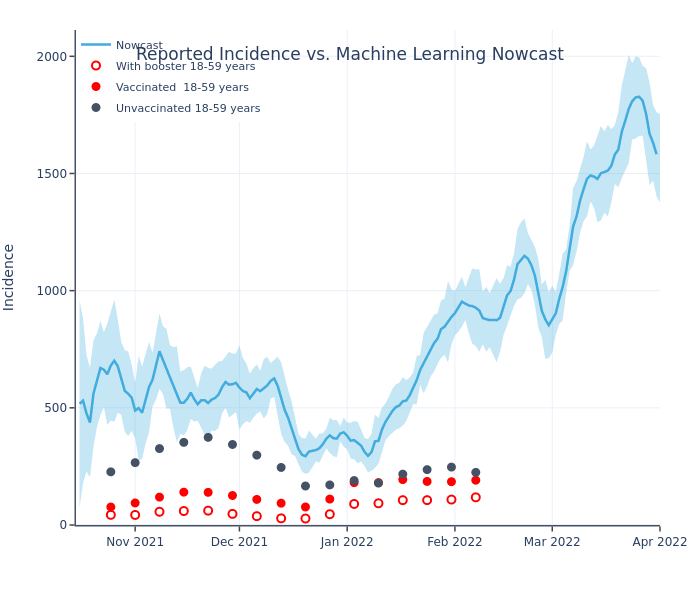 Reported Incidence vs. Machine Learning Nowcast
Nowcast
With booster 18-59 years
Vaccinated  18-59 years
Unvaccinated 18-59 years
Incidence
2000
1500
1000
500
0
Nov 2021
Dec 2021
Jan 2022
Feb 2022
Mar 2022
Apr 2022